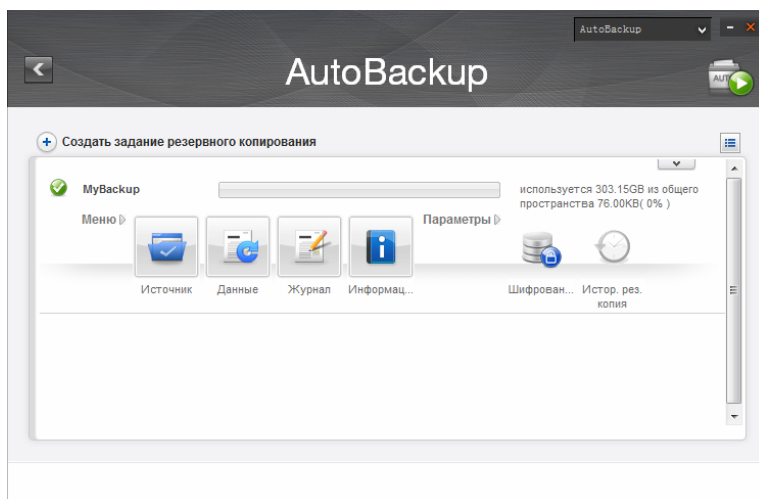 AutoBackup
AutoBackup
AUT
Создать задание резервного копирования
MyBackup
используется 303.15GB из общего
пространства 76.00KB( 0% )
Меню
Параметры
Источник
Данные
Журнал
Информац...
Шифрован...
Истор. рез.
копия